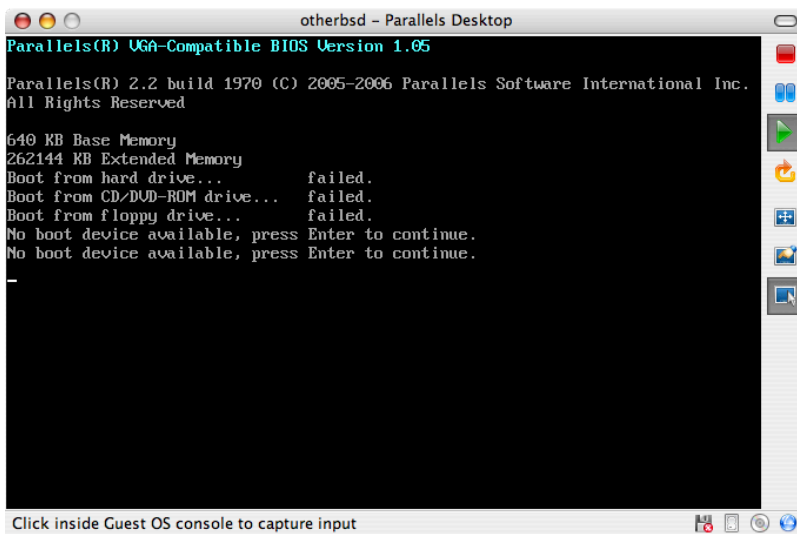 otherbsd – Parallels Desktop
Parallels(R) VGA-Compatible BIOS Version 1.05
Parallels(R) 2.2 build 1970 (C) 2005-2006 Parallels Software International Inc.
All Rights Reserved
640 KB Base Memory
262144 KB Extended Memory
Boot from hard drive... failed.
Boot from CD/DVD-ROM drive... failed.
Boot from floppy drive... failed.
No boot device available, press Enter to continue.
No boot device available, press Enter to continue.
Click inside Guest OS console to capture input